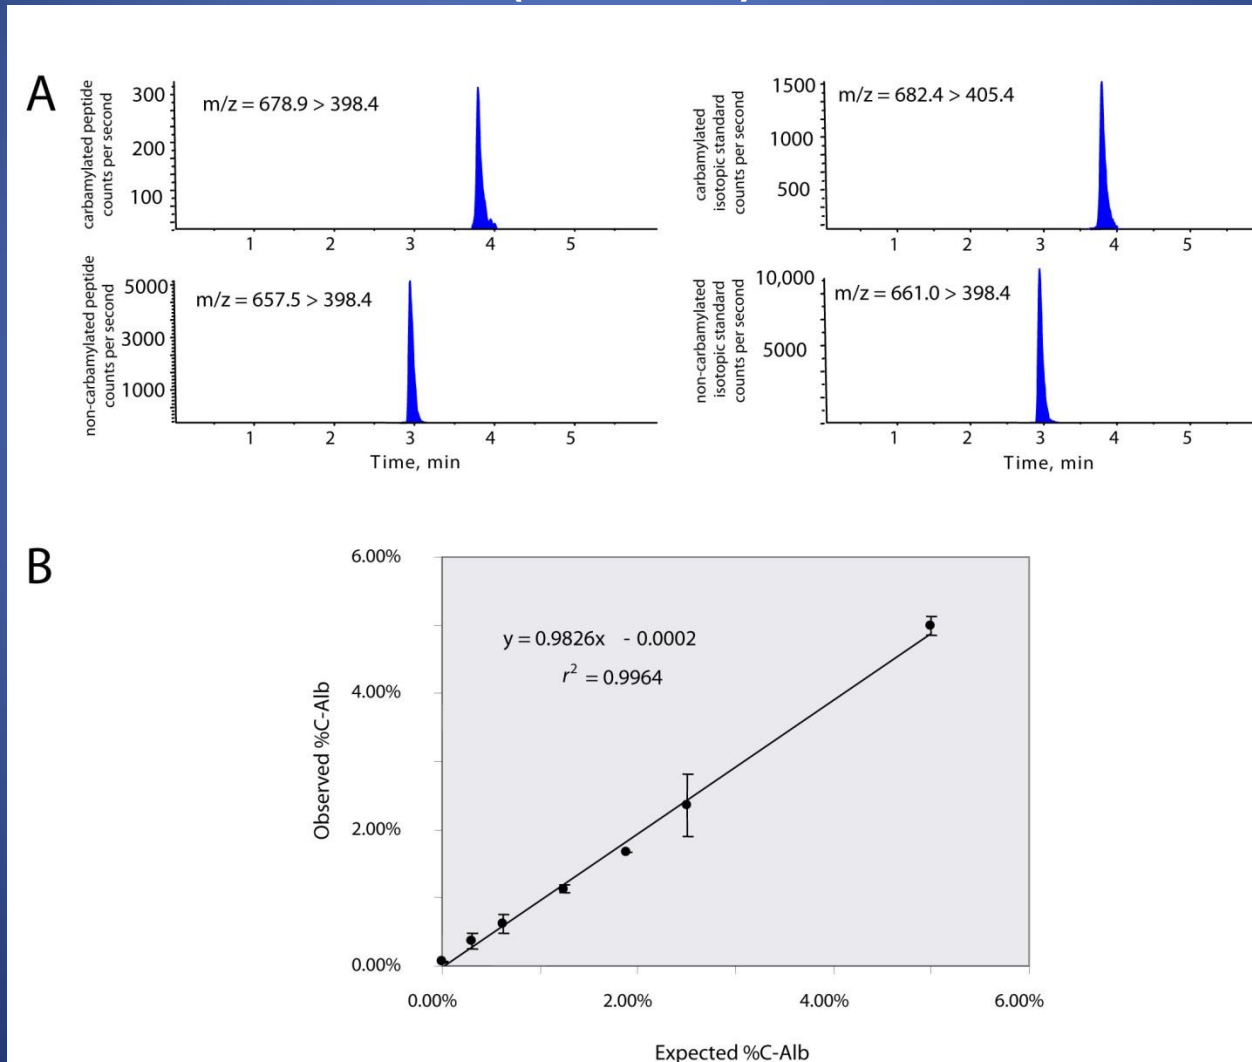 A
carbamylated peptide
counts per second
300
200
100
m/z = 678.9 > 398.4
1 2 3 4 5
carbamylated
isotopic standard
counts per second
1500
1000
500
m/z = 682.4 > 405.4
1 2 3 4 5
non-carbamylated peptide
counts per second
5000
3000
1000
m/z = 657.5 > 398.4
1 2 3 4 5
Time, min
non-carbamylated
isotopic standard
counts per second
10,000
5000
m/z = 661.0 > 398.4
1 2 3 4 5
Time, min
B
Observed %C-Alb
6.00%
4.00%
2.00%
0.00%
y = 0.9826x - 0.0002
r² = 0.9964
0.00% 2.00% 4.00% 6.00%
Expected %C-Alb